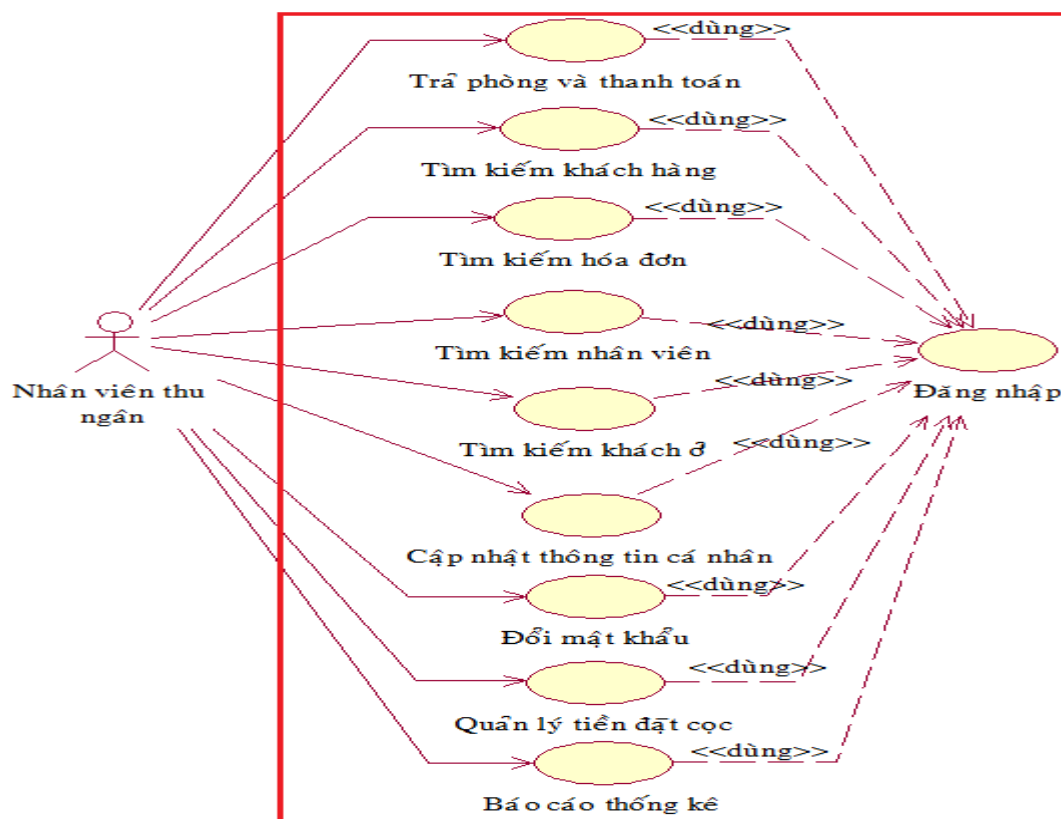 <<dùng>>
Trả phòng và thanh toán
<<dùng>>
Tìm kiếm khách hàng
<<dùng>>
Tìm kiếm hóa đơn
<<dùng>>
Tìm kiếm nhân viên
<<dùng>>
Tìm kiếm khách ở
<<dùng>>
Cập nhật thông tin cá nhân
<<dùng>>
Đổi mật khẩu
<<dùng>>
Quản lý tiền đặt cọc
<<dùng>>
Báo cáo thống kê
Nhân viên thu
ngân
Đăng nhập